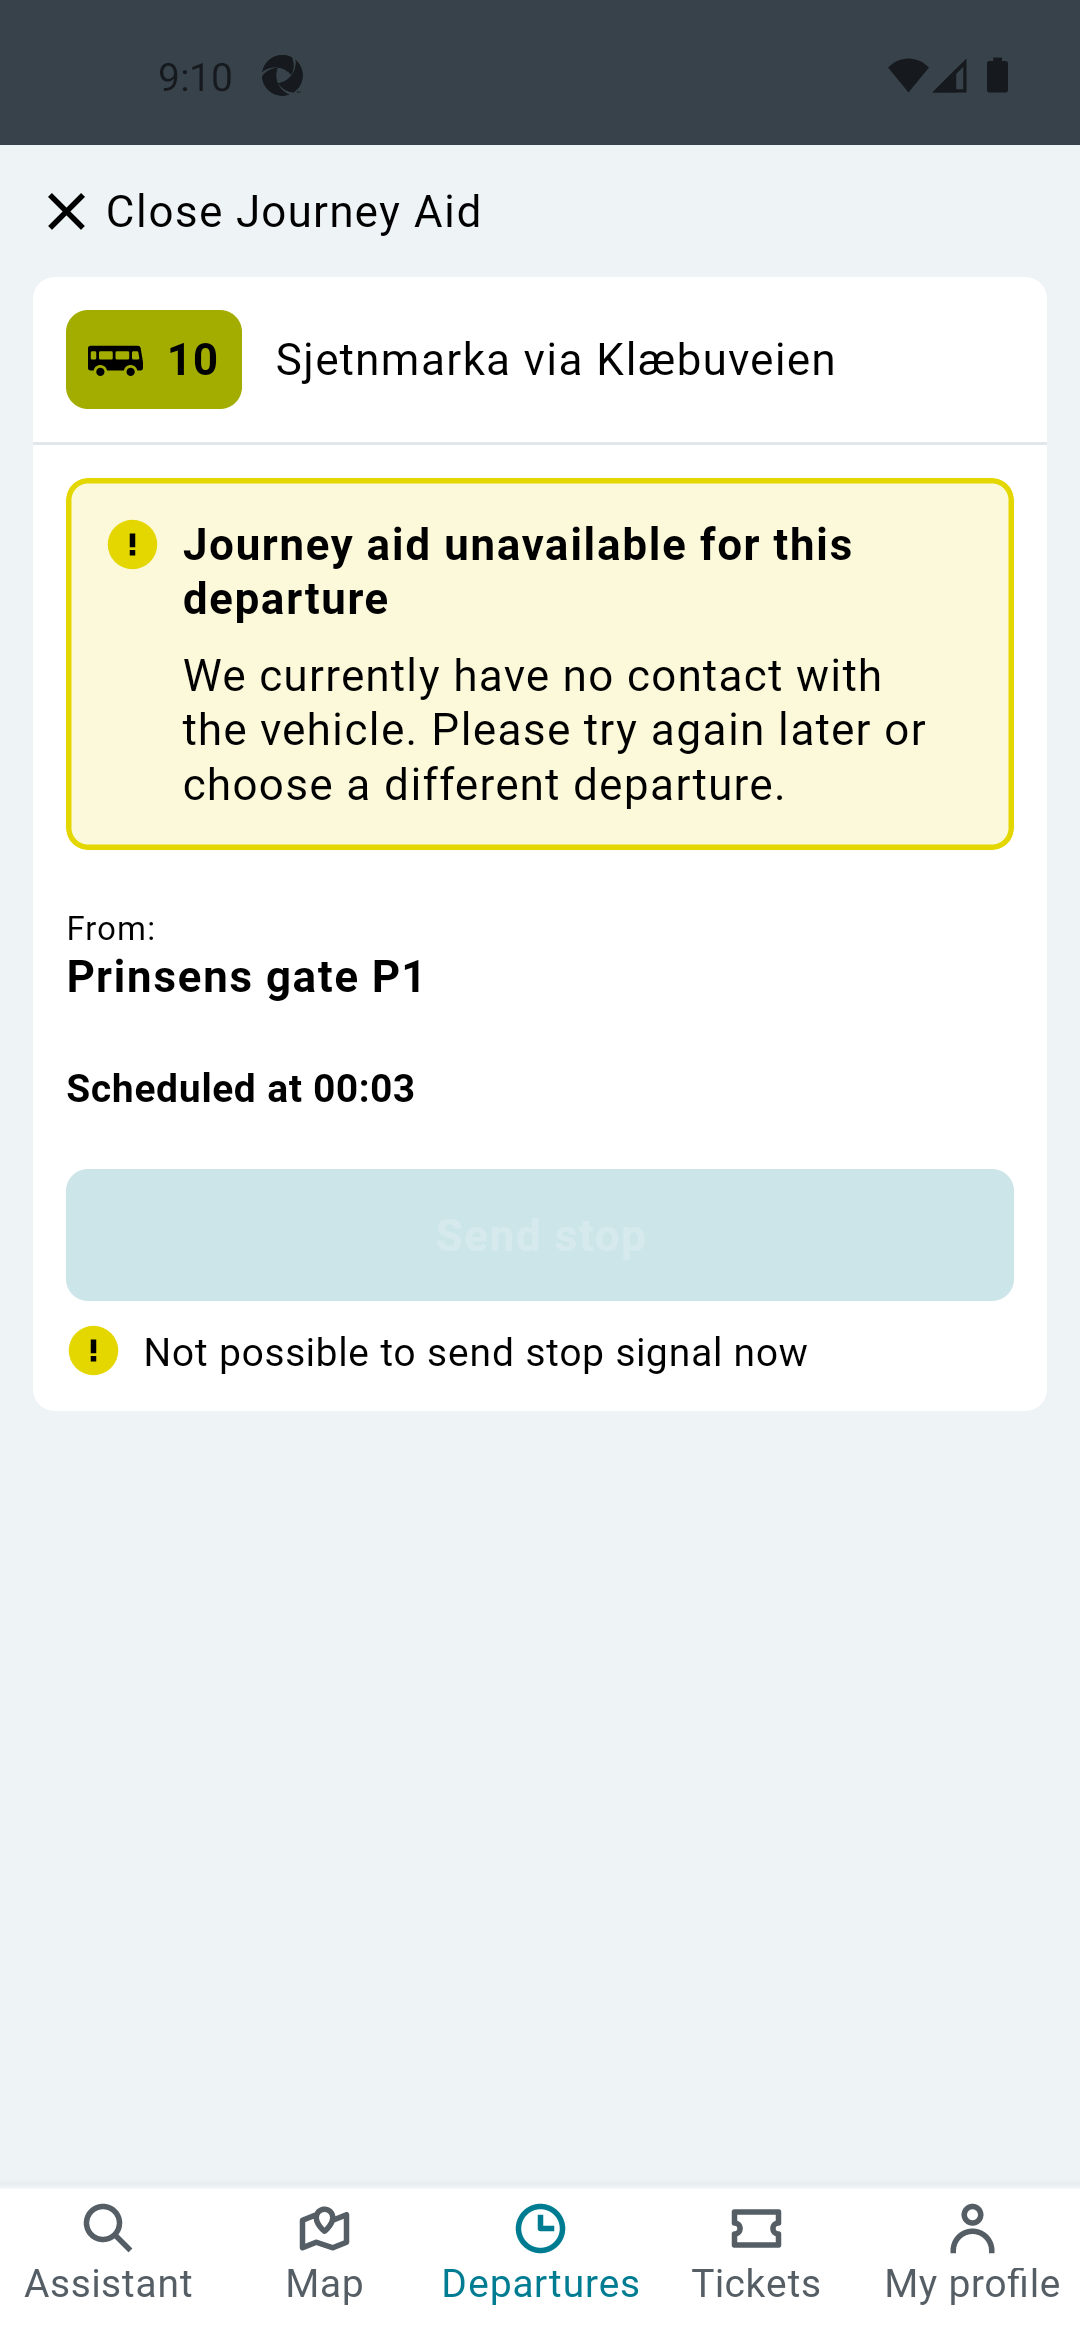 9:10
Close Journey Aid
10 Sjetnmarka via Klæbuveien
Journey aid unavailable for this
departure
We currently have no contact with
the vehicle. Please try again later or
choose a different departure.
From:
Prinsens gate P1
Scheduled at 00:03
Send stop
Not possible to send stop signal now
Assistant Map Departures Tickets My profile